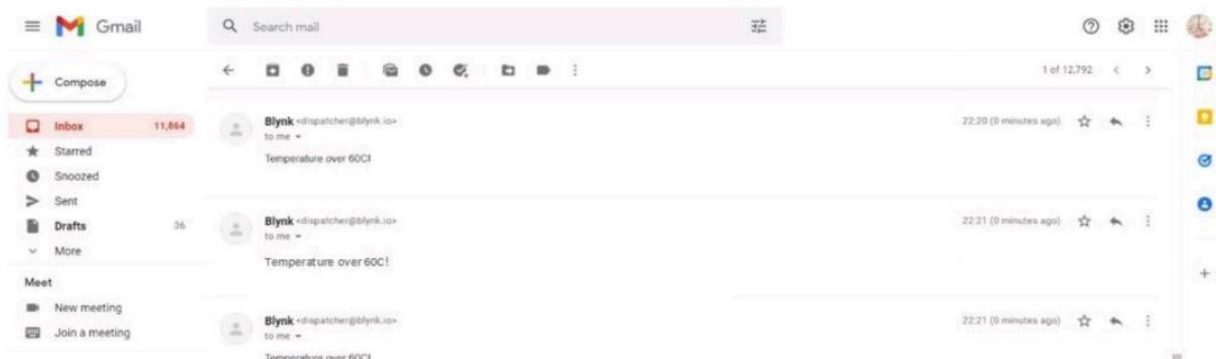 Gmail
Search mail
Compose
1 of 12,792
Inbox 11,864
Starred
Snoozed
Sent
Drafts 36
More
Meet
New meeting
Join a meeting
Blynk <dispatcher@blynk.io>
22:20 (0 minutes ago)
to me
Temperature over 60C!
Blynk <dispatcher@blynk.io>
22:21 (0 minutes ago)
to me
Temperature over 60C!
Blynk <dispatcher@blynk.io>
22:21 (0 minutes ago)
to me
Temperature over 60C!